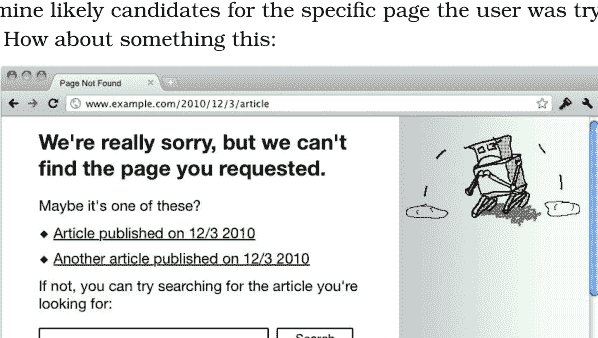 mine likely candidates for the specific page the user was try
How about something this:
Page Not Found
www.example.com/2010/12/3/article
We're really sorry, but we can't
find the page you requested.
Maybe it's one of these?
◆ Article published on 12/3 2010
◆ Another article published on 12/3 2010
If not, you can try searching for the article you're
looking for:
Search